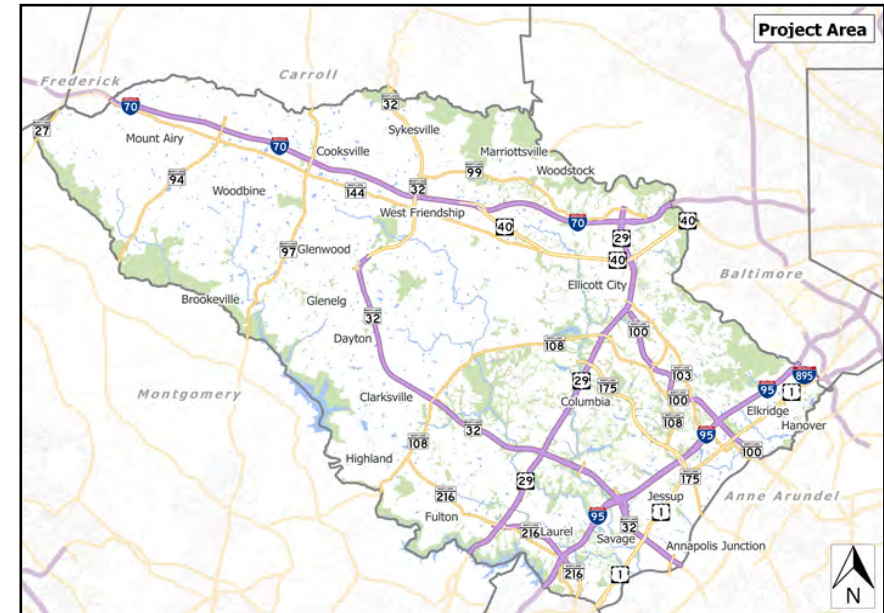 Project Area
Carroll
Frederick
70
32
27
Sykesville
Mount Airy
70
Cooksville
Marriottsville
99
Woodstock
94
Woodbine
144
32
West Friendship
40
70
40
29
97
Glenwood
40
Baltimore
Ellicott City
Brookeville
Glenelg
32
Dayton
100
108
103
895
29
175
95
1
Montgomery
Clarksville
Columbia
100
Elkridge
32
108
95
Hanover
108
Highland
100
175
29
216
Jessup
Anne Arundel
Fulton
95
1
216
Laurel
32
Savage
Annapolis Junction
216
1
N